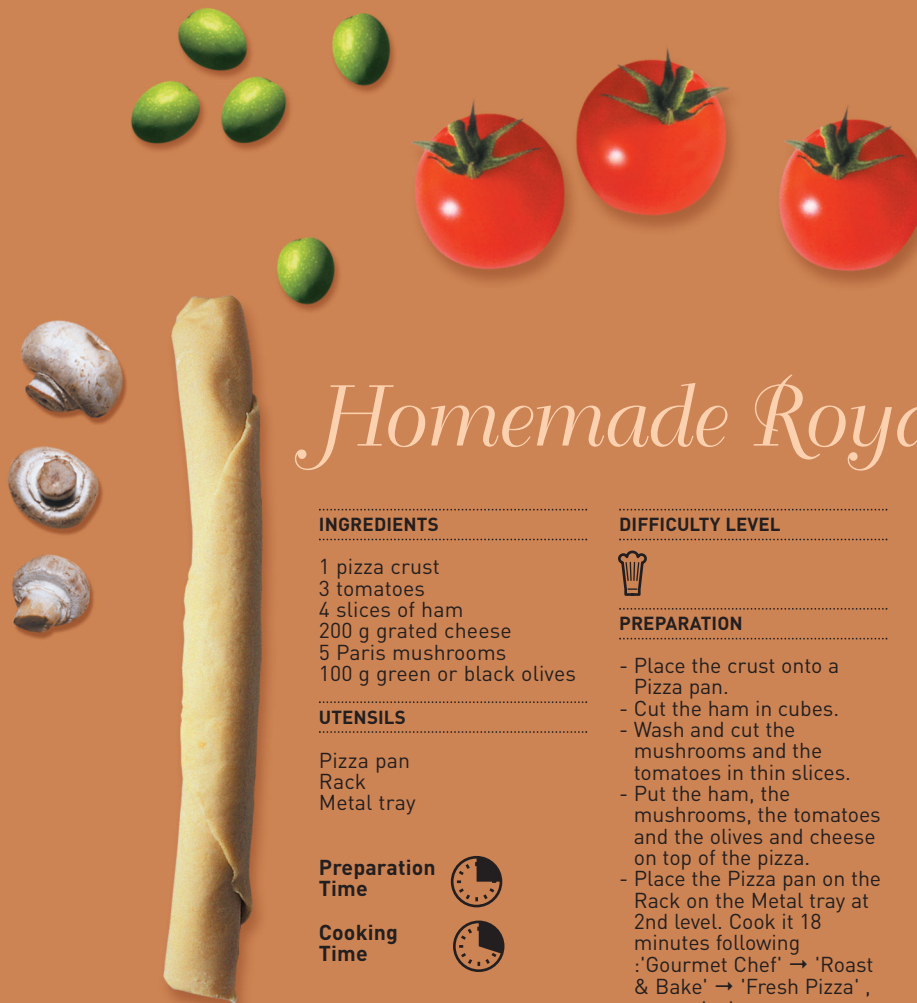 Homemade
INGREDIENTS
1 pizza crust
3 tomatoes
4 slices of ham
200 g grated cheese
5 Paris mushrooms
100 g green or black olives
UTENSILS
Pizza pan
Rack
Metal tray
Preparation
Time
Cooking
Time
DIFFICULTY LEVEL
PREPARATION
- Place the crust onto a
Pizza pan.
- Cut the ham in cubes.
- Wash and cut the
mushrooms and the
tomatoes in thin slices.
- Put the ham, the
mushrooms, the tomatoes
and the olives and cheese
on top of the pizza.
- Place the Pizza pan on the
Rack on the Metal tray at
2nd level. Cook it 18
minutes following
:'Gourmet Chef' → 'Roast
& Bake' → 'Fresh Pizza' ,